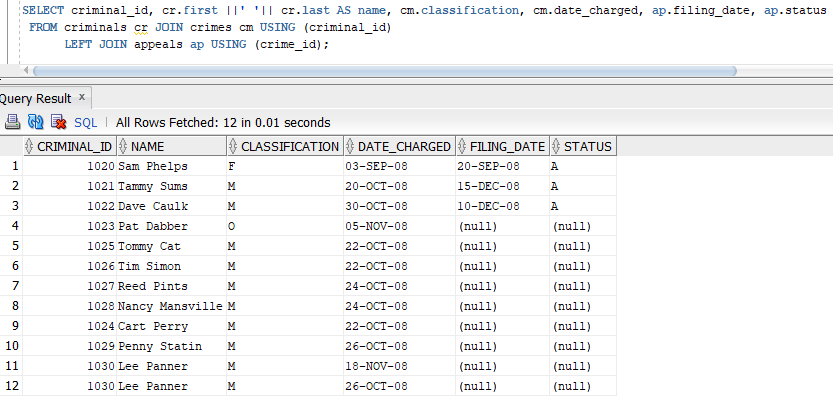 SELECT criminal_id, cr.first ||' '|| cr.last AS name, cm.classification, cm.date_charged, ap.filing_date, ap.status
FROM criminals cr JOIN crimes cm USING (criminal_id)
LEFT JOIN appeals ap USING (crime_id);
Query Result x
SQL | All Rows Fetched: 12 in 0.01 seconds
CRIMINAL_ID NAME CLASSIFICATION DATE_CHARGED FILING_DATE STATUS
1 1020 Sam Phelps F 03-SEP-08 20-SEP-08 A
2 1021 Tammy Sums M 20-OCT-08 15-DEC-08 A
3 1022 Dave Caulk M 30-OCT-08 10-DEC-08 A
4 1023 Pat Dabber O 05-NOV-08 (null) (null)
5 1025 Tommy Cat M 22-OCT-08 (null) (null)
6 1026 Tim Simon M 22-OCT-08 (null) (null)
7 1027 Reed Pints M 24-OCT-08 (null) (null)
8 1028 Nancy Mansville M 24-OCT-08 (null) (null)
9 1024 Cart Perry M 22-OCT-08 (null) (null)
10 1029 Penny Statin M 26-OCT-08 (null) (null)
11 1030 Lee Panner M 18-NOV-08 (null) (null)
12 1030 Lee Panner M 26-OCT-08 (null) (null)